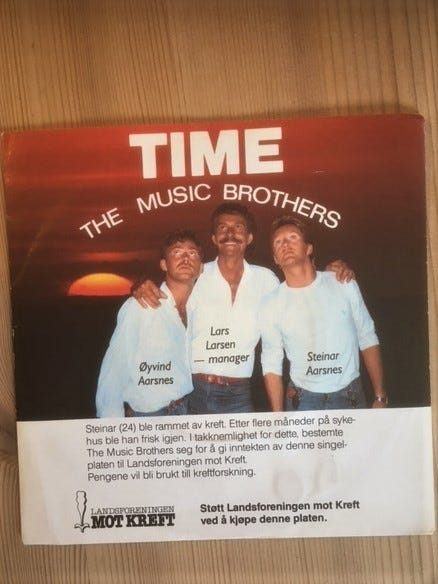 TIME
THE MUSIC BROTHERS
Lars
Larsen
— manager
Øyvind
Aarsnes
Steinar
Aarsnes
Steinar (24) ble rammet av kreft. Etter flere måneder på syke-
hus ble han frisk igjen. I takknemlighet for dette, bestemte
The Music Brothers seg for å gi inntekten av denne singel-
platen til Landsforeningen mot Kreft.
Pengene vil bli brukt til kreftforskning.
LANDSFORENINGEN
MOT KREFT
Støtt Landsforeningen mot Kreft
ved å kjøpe denne platen.